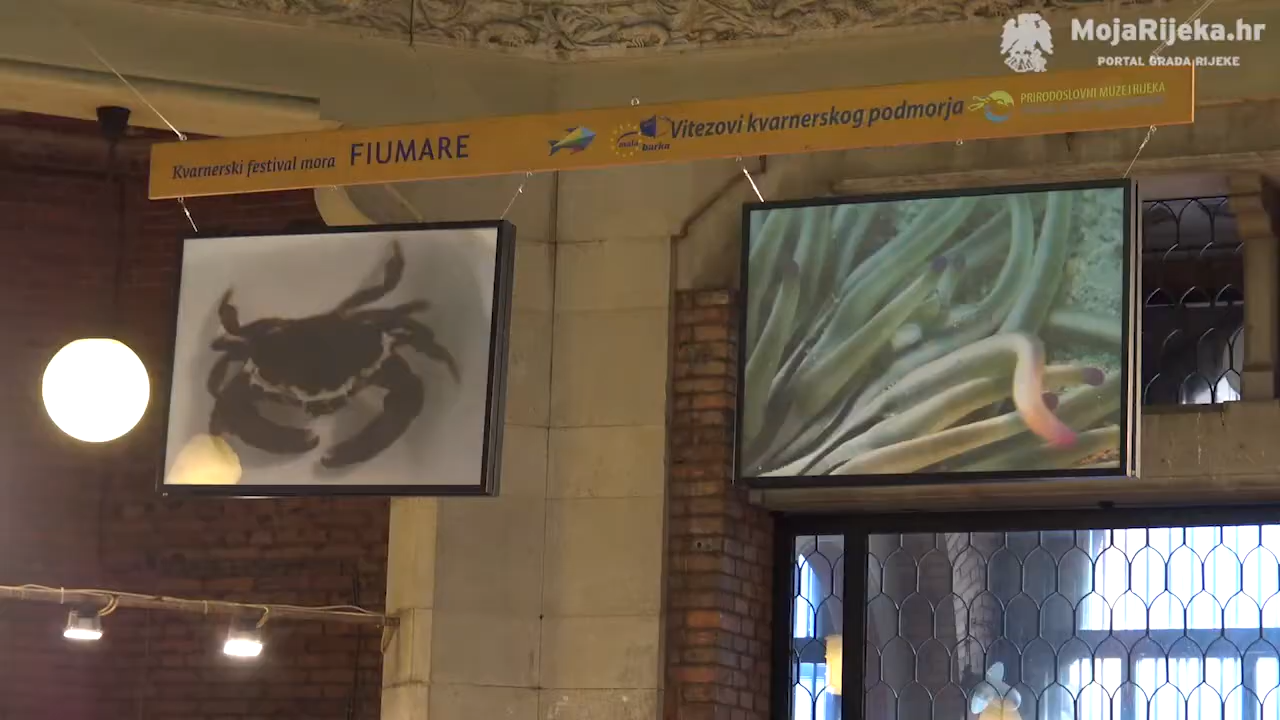 MojaRijeka.hr
PORTAL GRADA RIJEKE
Kvarnerski festival mora FIUMARE
mala barka
Vitezovi kvarnerskog podmorja
PRIRODOSLOVNI MUZEJ RIJEKA